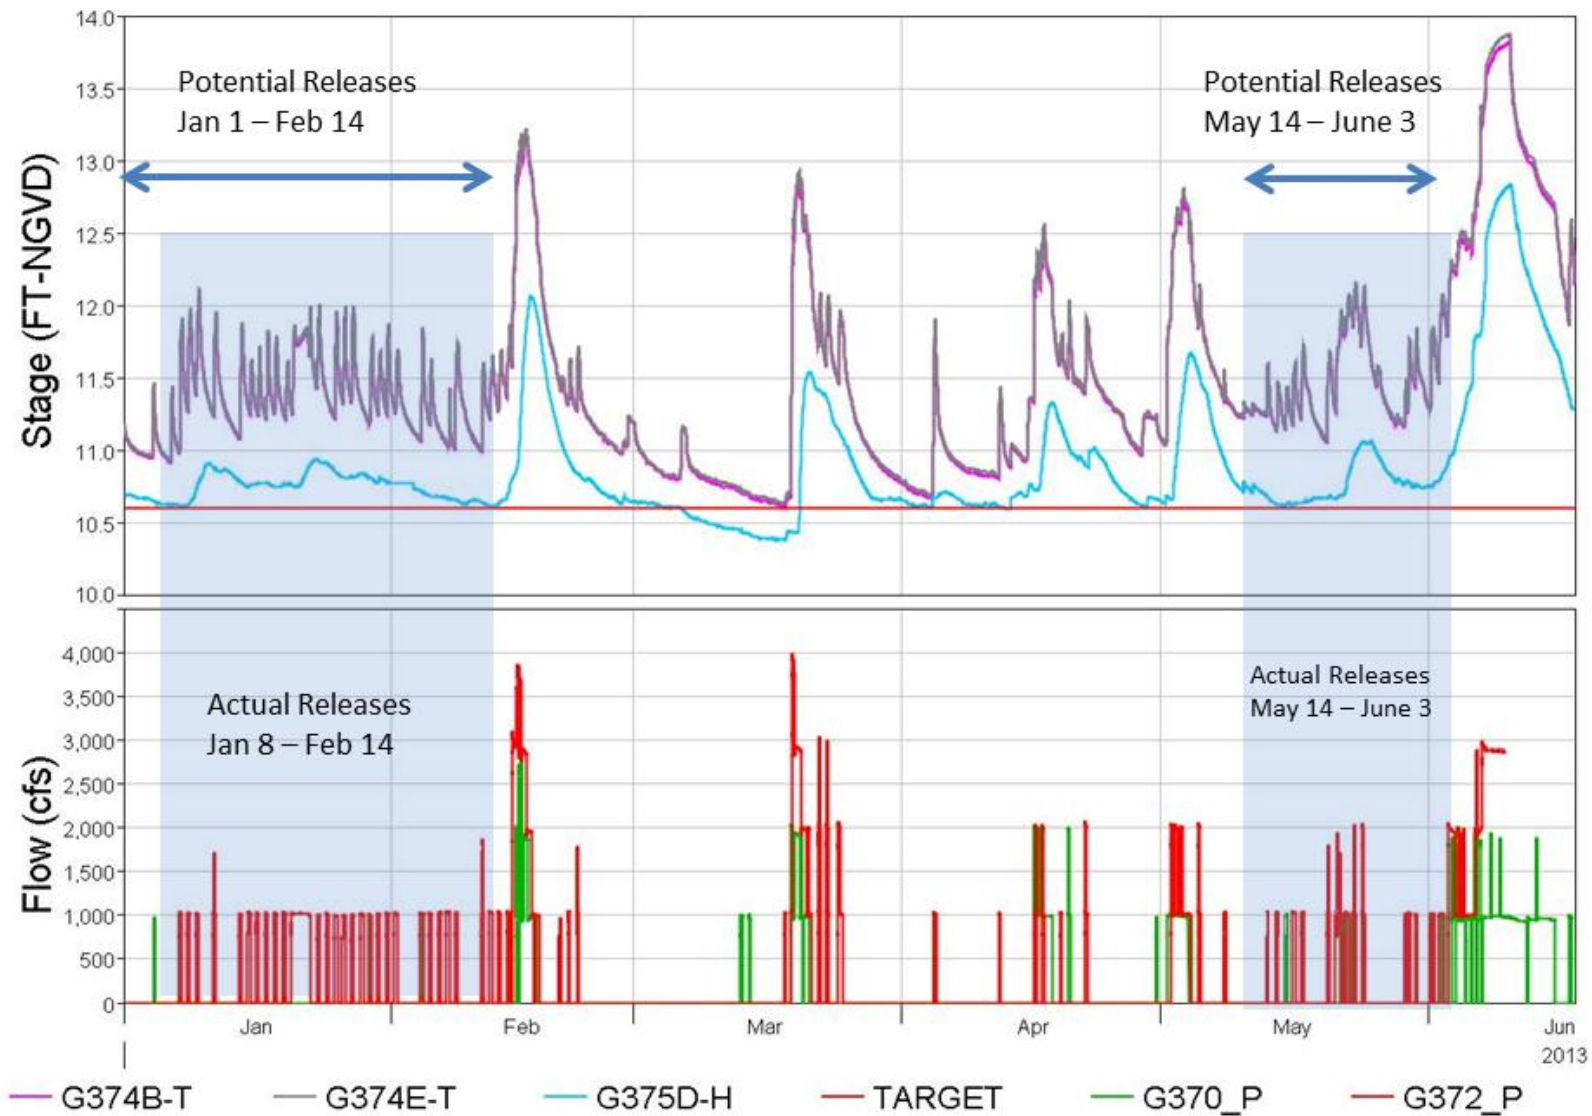 Stage (FT-NGVD)
14.0
13.5
13.0
12.5
12.0
11.5
11.0
10.5
10.0
Potential Releases
Jan 1 – Feb 14
Potential Releases
May 14 – June 3
Flow (cfs)
4,000
3,500
3,000
2,500
2,000
1,500
1,000
500
0
Actual Releases
Jan 8 – Feb 14
Actual Releases
May 14 – June 3
Jan Feb Mar Apr May Jun
2013
G374B-T G374E-T G375D-H TARGET G370_P G372_P